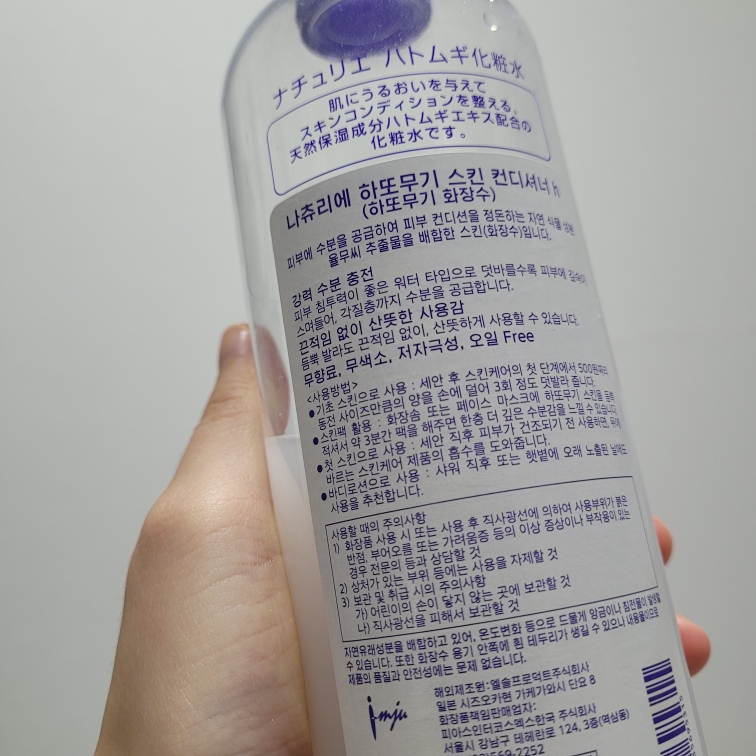 ナチュリエ ハトムギ化粧水
肌にうるおいを与えて
スキンコンディションを整える、
天然保湿成分ハトムギエキス配合の
化粧水です。
나츄리에 하또무기 스킨 컨디셔너 h
(하또무기 화장수)
피부에 수분을 공급하여 피부 컨디션을 정돈하는 자연 식물
율무씨 추출물을 배합한 스킨(화장수)입니다.
강력 수분 충전
피부 침투력이 좋은 워터 타입으로 덧바를수록 피부에 깊숙이
스며들어, 각질층까지 수분을 공급합니다.
끈적임 없이 산뜻한 사용감
듬뿍 발라도 끈적임 없이, 산뜻하게 사용할 수 있습니다.
무향료, 무색소, 저자극성, 오일 Free
<사용방법>
●기초 스킨으로 사용 : 세안 후 스킨케어의 첫 단계에서 500원짜리
동전 사이즈만큼의 양을 손에 덜어 3회 정도 덧발라 줍니다.
●스킨팩 활용 : 화장솜 또는 페이스 마스크에 하또무기 스킨을 듬뿍
적셔서 약 3분간 팩을 해주면 한층 더 깊은 수분감을 느낄 수 있습니다.
●첫 스킨으로 사용 : 세안 직후 피부가 건조되기 전 사용하면, 뒤에
바르는 스킨케어 제품의 흡수를 도와줍니다.
●바디로션으로 사용 : 샤워 직후 또는 햇볕에 오래 노출된 날에도
사용을 추천합니다.
사용할 때의 주의사항
1) 화장품 사용 시 또는 사용 후 직사광선에 의하여 사용부위가 붉은
반점, 부어오름 또는 가려움증 등의 이상 증상이나 부작용이 있는
경우 전문의 등과 상담할 것
2) 상처가 있는 부위 등에는 사용을 자제할 것
3) 보관 및 취급 시의 주의사항
가) 어린이의 손이 닿지 않는 곳에 보관할 것
나) 직사광선을 피해서 보관할 것
자연유래성분을 배합하고 있어, 온도변화 등으로 드물게 앙금이나 침전물이 발생할
수 있습니다. 또한 화장수 용기 안쪽에 흰 테두리가 생길 수 있으나 내용물이므로
제품의 품질과 안전성에는 문제 없습니다.
imju
해외제조원:엘솔프로덕트주식회사
일본 시즈오카현 가케가와시 단요 8
화장품책임판매업자:
피아스인터코스멕스한국 주식회사
서울시 강남구 테헤란로 124, 3층(역삼동)
569-2252